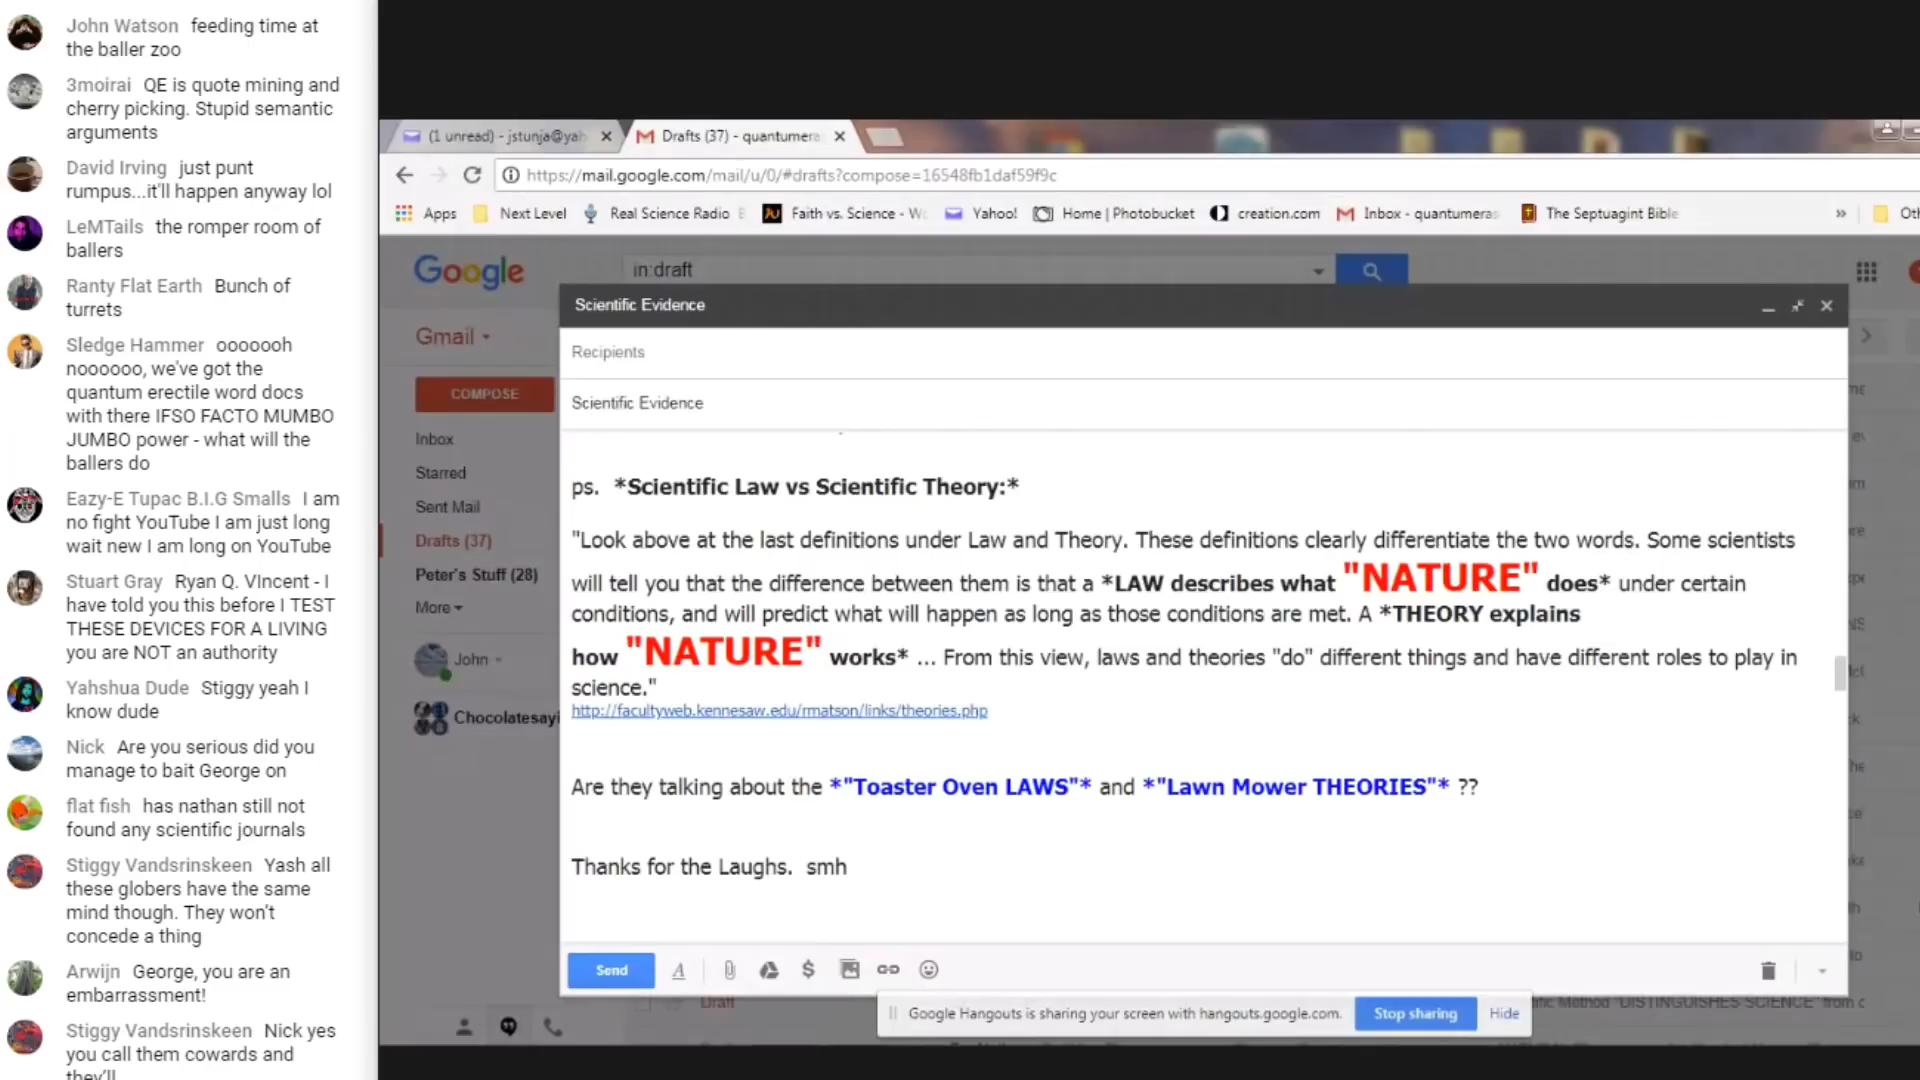 John Watson feeding time at
the baller zoo
3moirai QE is quote mining and
cherry picking. Stupid semantic
arguments
David Irving just punt
rumpus...it'll happen anyway lol
LeMTails the romper room of
ballers
Ranty Flat Earth Bunch of
turrets
Sledge Hammer ooooooh
noooooo, we've got the
quantum erectile word docs
with there IFSO FACTO MUMBO
JUMBO power - what will the
ballers do
Eazy-E Tupac B.I.G Smalls I am
no fight YouTube I am just long
wait new I am long on YouTube
Stuart Gray Ryan Q. VIncent - I
have told you this before I TEST
THESE DEVICES FOR A LIVING
you are NOT an authority
Yahshua Dude Stiggy yeah I
know dude
Nick Are you serious did you
manage to bait George on
flat fish has nathan still not
found any scientific journals
Stiggy Vandsrinskeen Yash all
these globers have the same
mind though. They won't
concede a thing
Arwijn George, you are an
embarrassment!
Stiggy Vandsrinskeen Nick yes
you call them cowards and
they'll
(1 unread) - jstunja@yah
Drafts (37) - quantumera
https://mail.google.com/mail/u/0/#drafts?compose=16548fb1daf59f9c
Apps Next Level Real Science Radio Faith vs. Science - W Yahoo! Home | Photobucket creation.com Inbox - quantumeras The Septuagint Bible » Oth
Google in:draft
Gmail
COMPOSE
Inbox
Starred
Sent Mail
Drafts (37)
Peter's Stuff (28)
More
John
Chocolatesayi
Scientific Evidence
Recipients
Scientific Evidence
ps. *Scientific Law vs Scientific Theory:*
"Look above at the last definitions under Law and Theory. These definitions clearly differentiate the two words. Some scientists
will tell you that the difference between them is that a *LAW describes what "NATURE" does* under certain
conditions, and will predict what will happen as long as those conditions are met. A *THEORY explains
how "NATURE" works* ... From this view, laws and theories "do" different things and have different roles to play in
science."
http://facultyweb.kennesaw.edu/rmatson/links/theories.php
Are they talking about the *"Toaster Oven LAWS"* and *"Lawn Mower THEORIES"* ??
Thanks for the Laughs. smh
Send
Draft
Method "DISTINGUISHES SCIENCE" from c
Google Hangouts is sharing your screen with hangouts.google.com. Stop sharing Hide